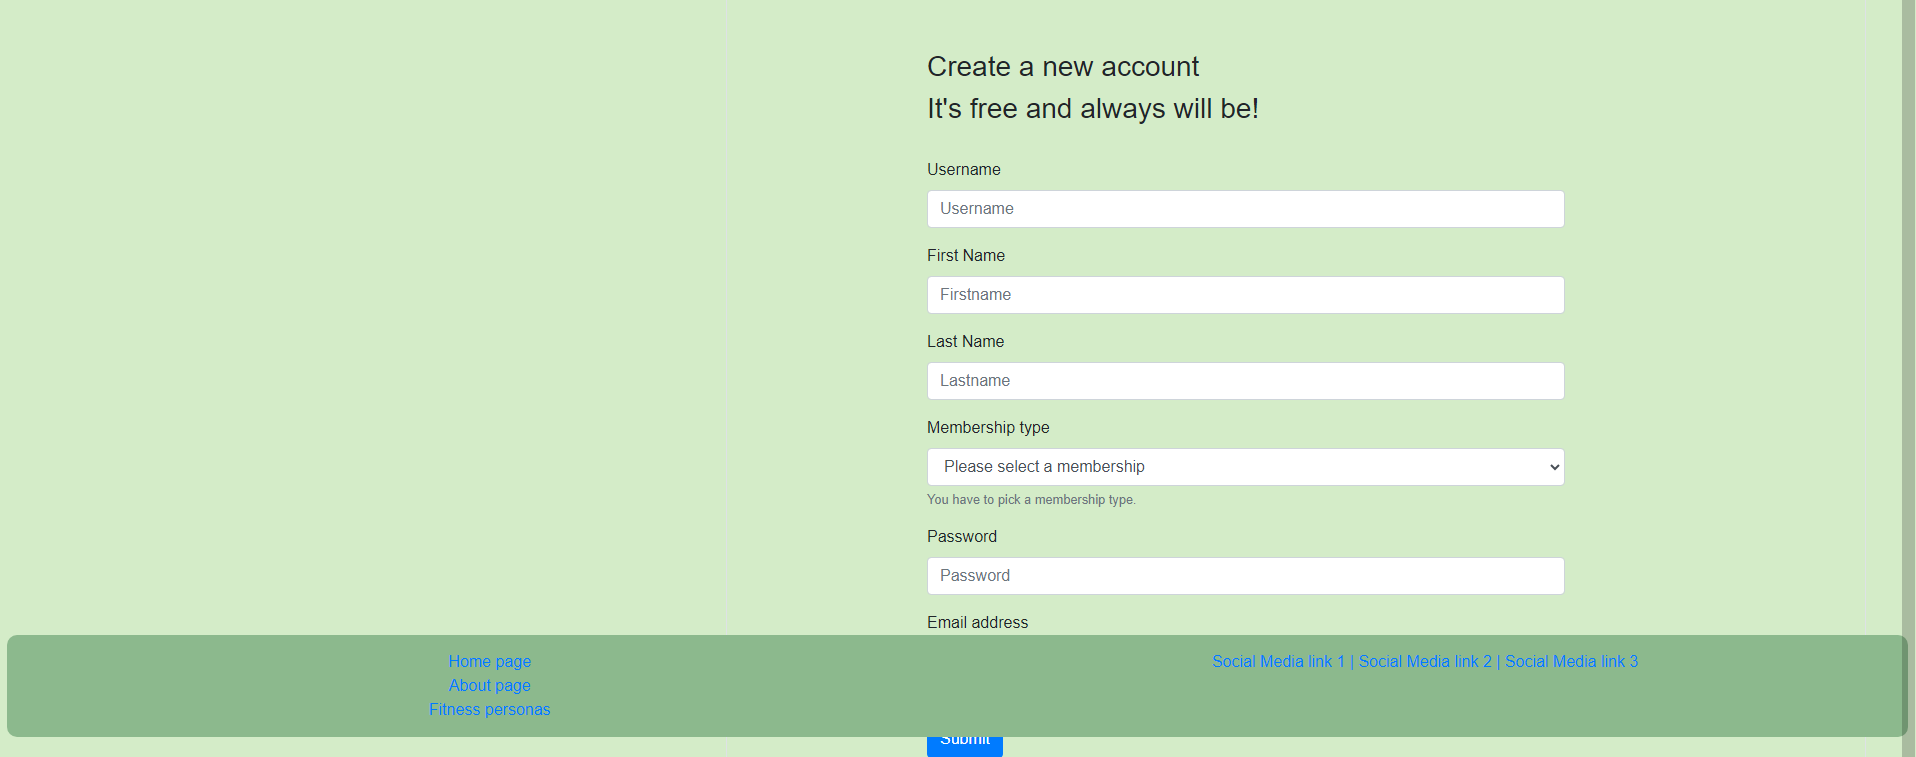 Create a new account
It's free and always will be!
Username
Username
First Name
Firstname
Last Name
Lastname
Membership type
Please select a membership
You have to pick a membership type.
Password
Password
Email address
Home page
About page
Fitness personas
Social Media link 1 | Social Media link 2 | Social Media link 3
Submit